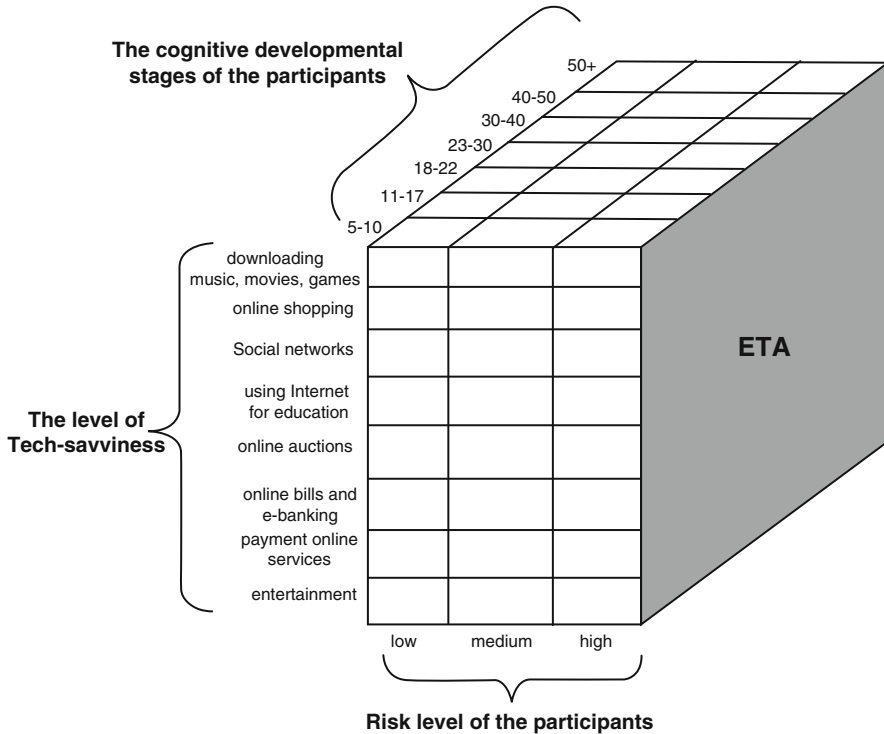 The cognitive developmental
stages of the participants
50+
40-50
30-40
23-30
18-22
11-17
5-10
downloading
music, movies, games
online shopping
Social networks
using Internet
for education
online auctions
online bills and
e-banking
payment online
services
entertainment
The level of
Tech-savviness
ETA
low medium high
Risk level of the participants